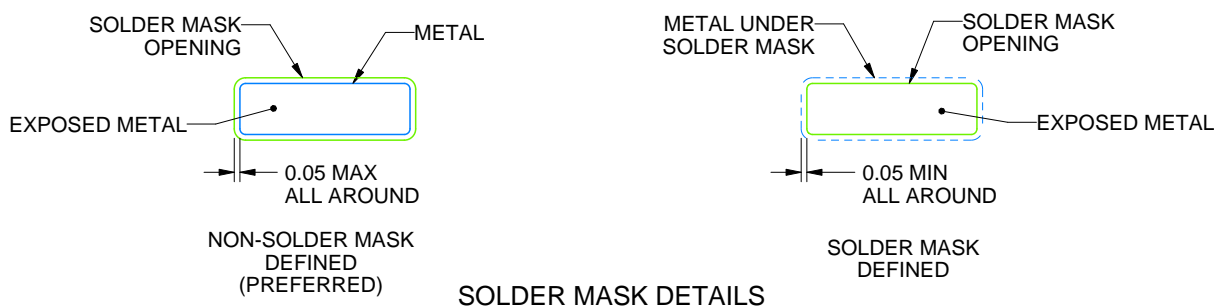 SOLDER MASK
OPENING
METAL
EXPOSED METAL
0.05 MAX
ALL AROUND
NON-SOLDER MASK
DEFINED
(PREFERRED)
METAL UNDER
SOLDER MASK
SOLDER MASK
OPENING
EXPOSED METAL
0.05 MIN
ALL AROUND
SOLDER MASK
DEFINED
SOLDER MASK DETAILS